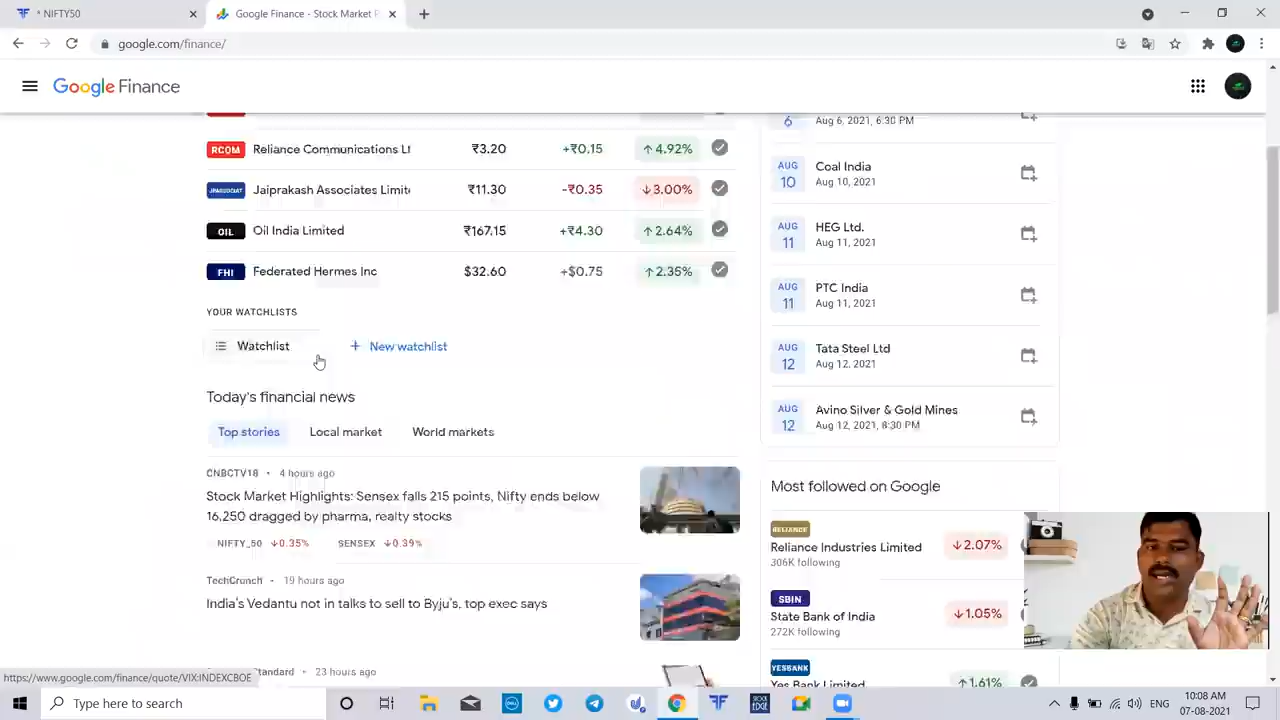 * NIFTY50
Google Finance - Stock Market P
google.com/finance/
Google Finance
RCOM Reliance Communications Lt ₹3.20 +₹0.15 ↑4.92%
Jaiprakash Associates Limite ₹11.30 -₹0.35 ↓3.00%
OIL Oil India Limited ₹167.15 +₹4.30 ↑2.64%
FHI Federated Hermes Inc $32.60 +$0.75 ↑2.35%
YOUR WATCHLISTS
Watchlist + New watchlist
Today's financial news
Top stories Local market World markets
CNBCTV18 • 4 hours ago
Stock Market Highlights: Sensex falls 215 points, Nifty ends below
16,250 dragged by pharma, realty stocks
NIFTY_50 ↓0.35% SENSEX ↓0.39%
TechCrunch • 19 hours ago
India's Vedantu not in talks to sell to Byju's, top exec says
Standard • 23 hours ago
6 Aug 6, 2021, 6:30 PM
AUG Coal India
10 Aug 10, 2021
AUG HEG Ltd.
11 Aug 11, 2021
AUG PTC India
11 Aug 11, 2021
AUG Tata Steel Ltd
12 Aug 12, 2021
AUG Avino Silver & Gold Mines
12 Aug 12, 2021, 8:30 PM
Most followed on Google
RELIANCE
Reliance Industries Limited ↓2.07%
306K following
SBIN
State Bank of India ↓1.05%
272K following
YESBANK
Yes Bank Limited ↑1.61%
https://www.google.com/finance/quote/VIX:INDEXCBOE
Type here to search
DELL
STOCK
EDGE
ENG
10:08 AM
07-08-2021